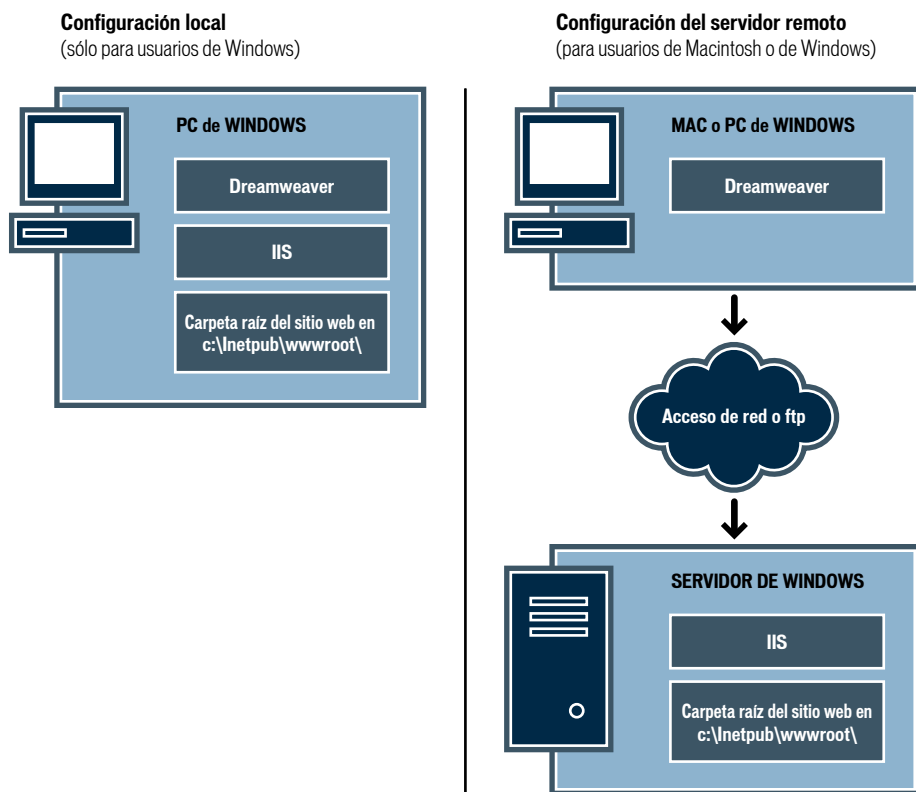 Configuración local
(sólo para usuarios de Windows)
PC de WINDOWS
Dreamweaver
IIS
Carpeta raíz del sitio web en
c:\Inetpub\wwwroot\
Configuración del servidor remoto
(para usuarios de Macintosh o de Windows)
MAC o PC de WINDOWS
Dreamweaver
Acceso de red o ftp
SERVIDOR DE WINDOWS
IIS
Carpeta raíz del sitio web en
c:\Inetpub\wwwroot\